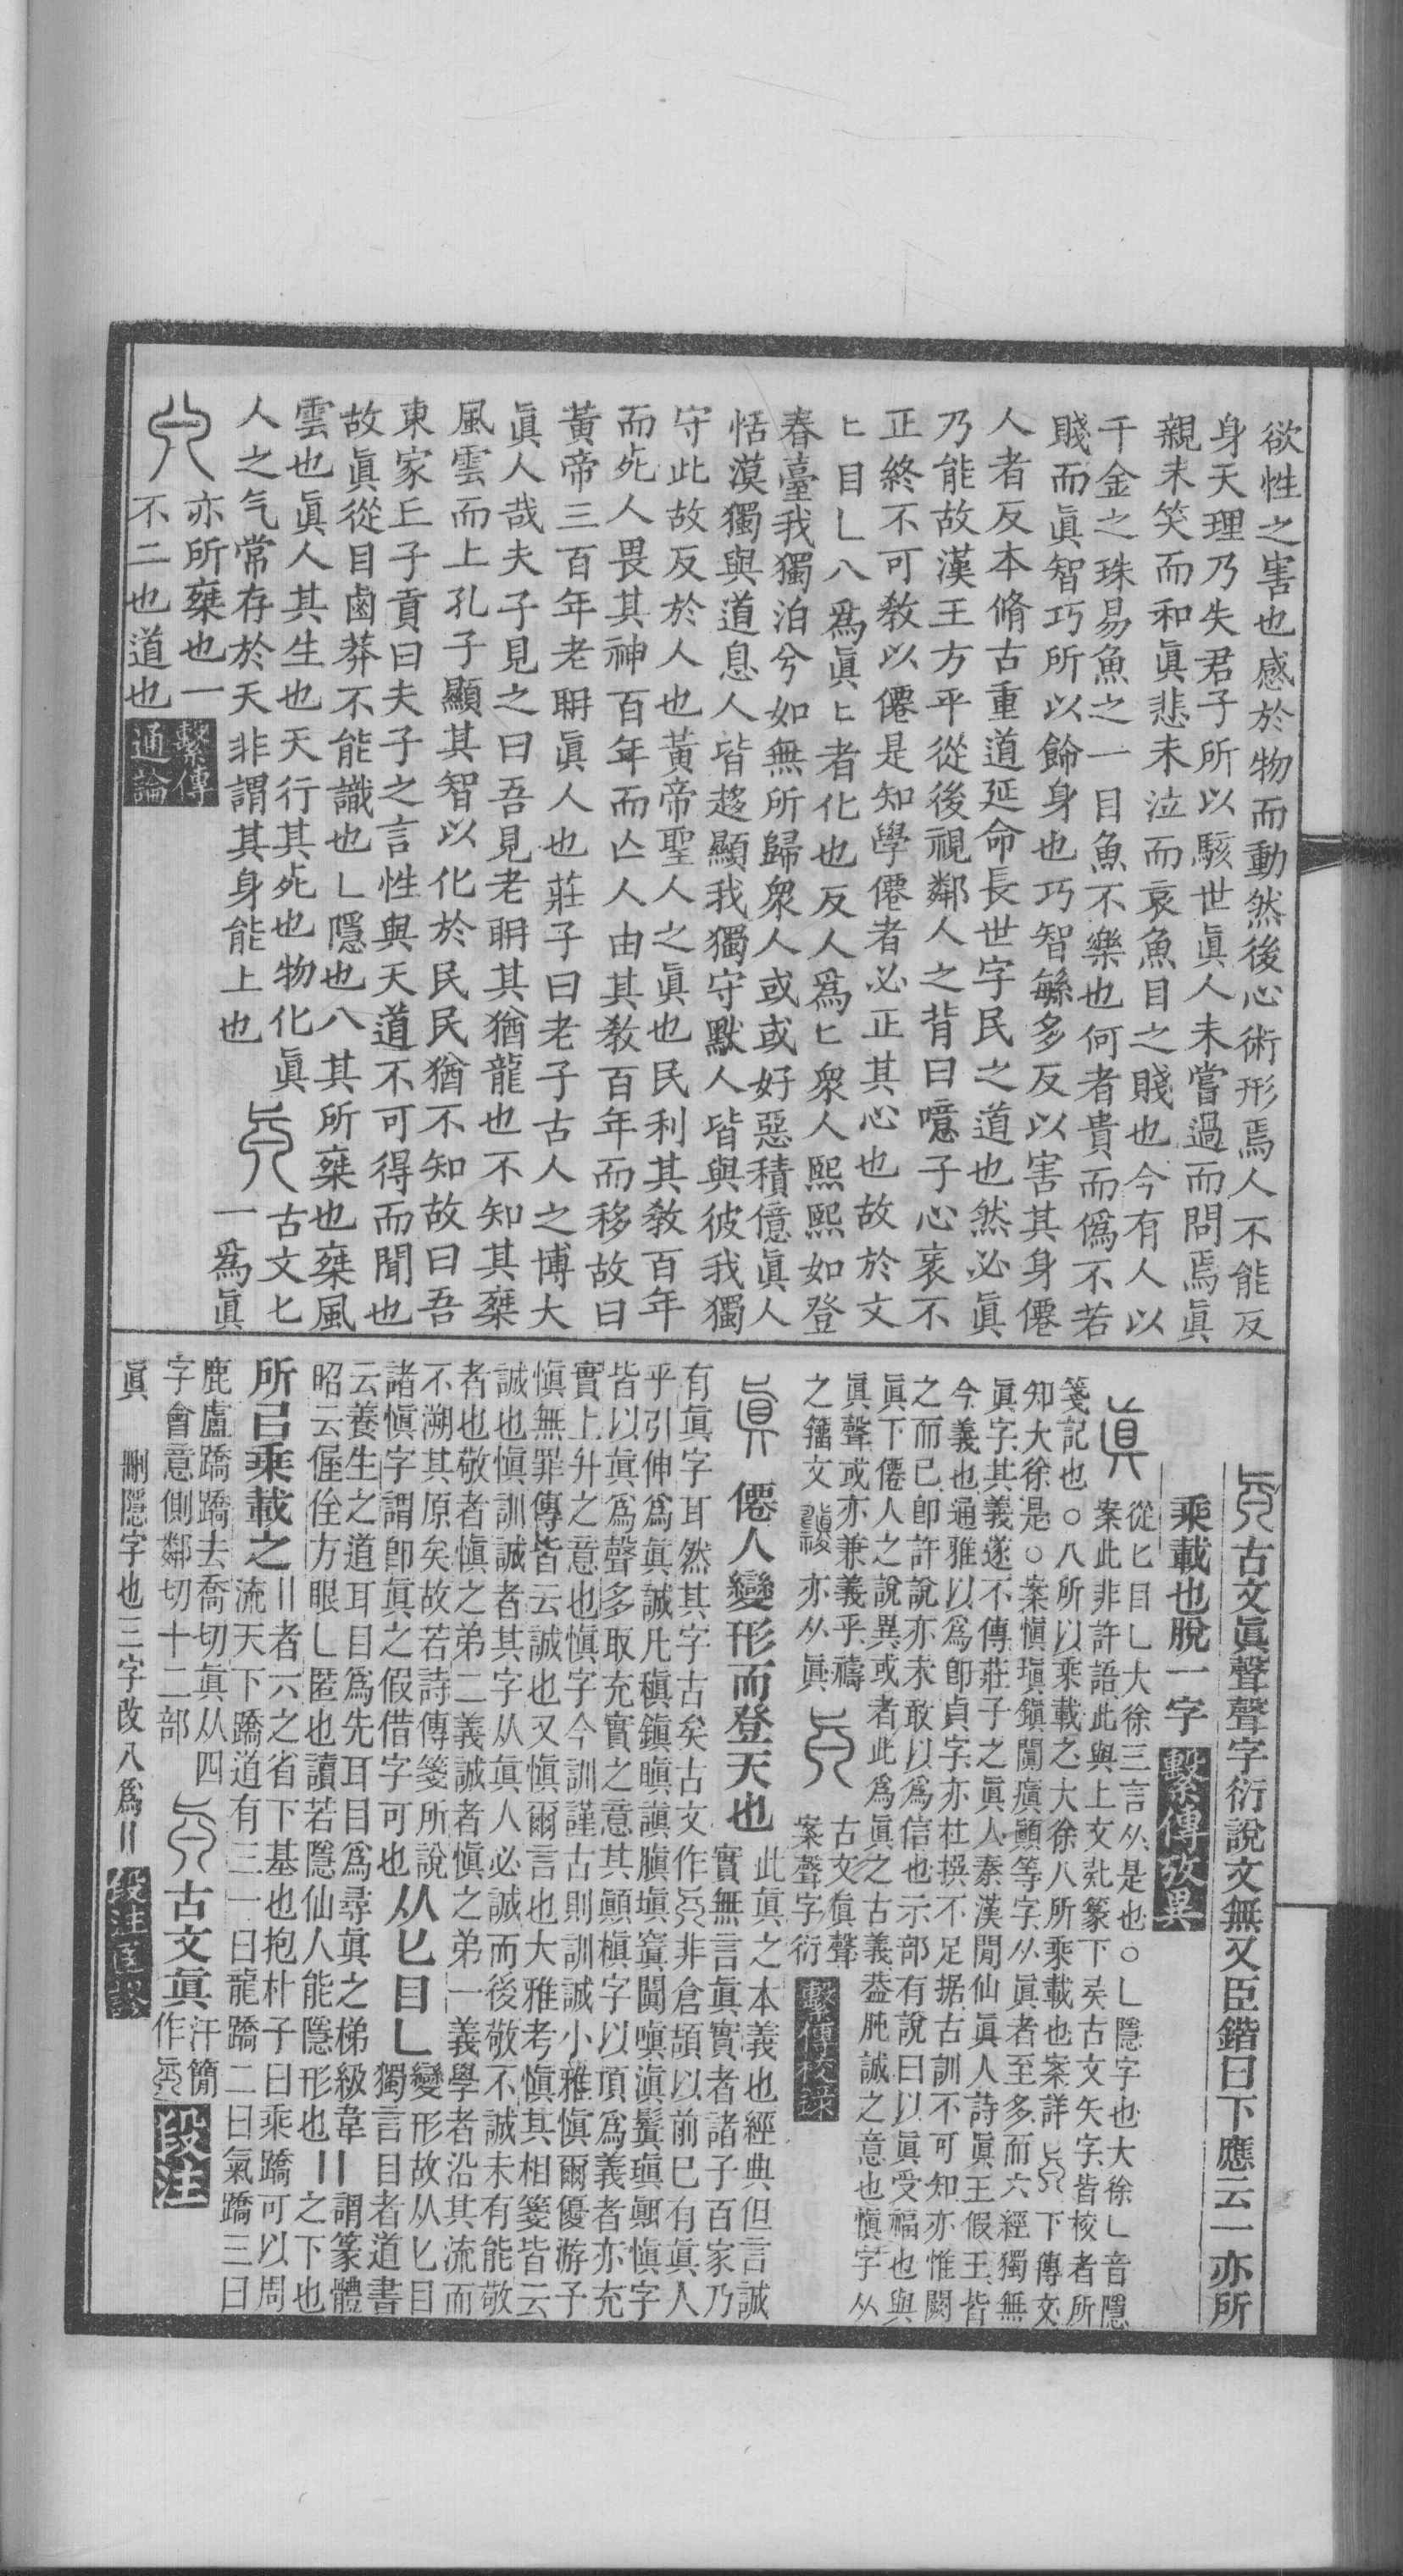 欲性之害也感於物而動然後心術形焉人不能反
身天理乃失君子所以駭世眞人未嘗過而問焉眞
親未笑而和眞悲未泣而哀魚目之賤也今有人以
千金之珠易魚之一目魚不樂也何者貴而僞不若
賤而眞智巧所以飾身也巧智緐多反以害其身僊
人者反本脩古重道延命長世字民之道也然必眞
乃能故漢王方平從後視鄰人之背曰噫子心衺不
正終不可敎以僊是知學僊者必正其心也故於文
匕目乚八爲眞匕者化也反人爲匕衆人熙熙如登
春臺我獨泊兮如無所歸衆人或或好惡積億眞人
恬漠獨與道息人皆趍顯我獨守默人皆與彼我獨
守此故反於人也黃帝聖人之眞也民利其敎百年
而死人畏其神百年而亾人由其敎百年而移故曰
黃帝三百年老聃眞人也莊子曰老子古人之博大
眞人哉夫子見之曰吾見老聃其猶龍也不知其椉
風雲而上孔子顯其智以化於民民猶不知故曰吾
東家丘子貢曰夫子之言性與天道不可得而聞也
故眞從目鹵莽不能識也乚隱也八其所椉也椉風
雲也眞人其生也天行其死也物化眞
人之气常存於天非謂其身能上也
古文七
一爲眞
亦所椉也一
不二也道也
繫傳
通論
古文眞聲聲字衍說文無又臣鍇曰下應云一亦所
乘載也脫一字
繫傳攷異
從匕目乚大徐三言从是也○乚隱字也大徐乚音隱
案此非許語此與上文𠤕篆下矣古文矢字皆校者所
箋記也○八所以乘載之大徐八所乘載也案詳
下傳文
知大徐是○案愼瑱鎭闐瘨顚等字从眞者至多而六經獨無
眞字其義遂不傳莊子之眞人秦漢閒仙眞人詩眞王假王皆
今義也通雅以爲卽貞字亦杜撰不足据古訓不可知亦惟闕
之而已卽許說亦未敢以爲信也示部有說曰以眞受福也與
眞下僊人之說異或者此爲眞之古義葢肫誠之意也愼字从
眞聲或亦兼義乎禱
之籒文
亦从眞
古文眞聲
案聲字衍
繫傳校錄
眞
僊人變形而登天也
此眞之本義也經典但言誠
實無言眞實者諸子百家乃
有眞字耳然其字古矣古文作
非倉頡以前已有眞人
乎引伸爲眞誠凡稹鎭瞋謓䐜塡窴闐嗔滇鬒瑱顚愼字
皆以眞爲聲多取充實之意其顚槇字以頂爲義者亦充
實上升之意也愼字今訓謹古則訓誠小雅愼爾優游子
愼無罪傳皆云誠也又愼爾言也大雅考愼其相箋皆云
誠也愼訓誠者其字从眞人必誠而後敬不誠未有能敬
者也敬者愼之弟二義誠者愼之弟一義學者沿其流而
不溯其原矣故若詩傳箋所說
諸愼字謂卽眞之假借字可也
从匕目乚
變形故从匕目
獨言目者道書
云養生之道耳目爲先耳目爲尋眞之梯級韋
昭云偓佺方眼乚匿也讀若隱仙人能隱形也
謂篆體
之下也
所㠯乘載之
者六之省下基也抱朴子曰乘蹻可以周
流天下蹻道有三一曰龍蹻二曰氣蹻三曰
鹿盧蹻蹻去喬切眞从四
字會意側鄰切十二部
古文眞
汗簡
作
段注
眞
刪隱字也三字改八爲
段注匡謬